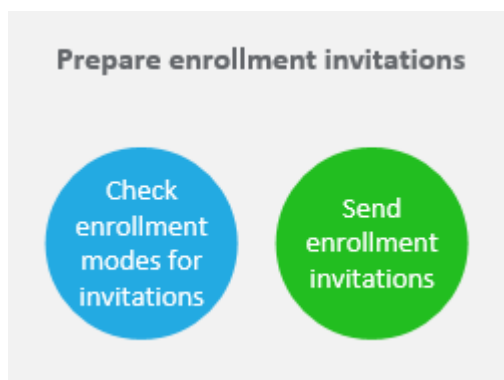 Prepare enrollment invitations
Check
enrollment
modes for
invitations
Send
enrollment
invitations